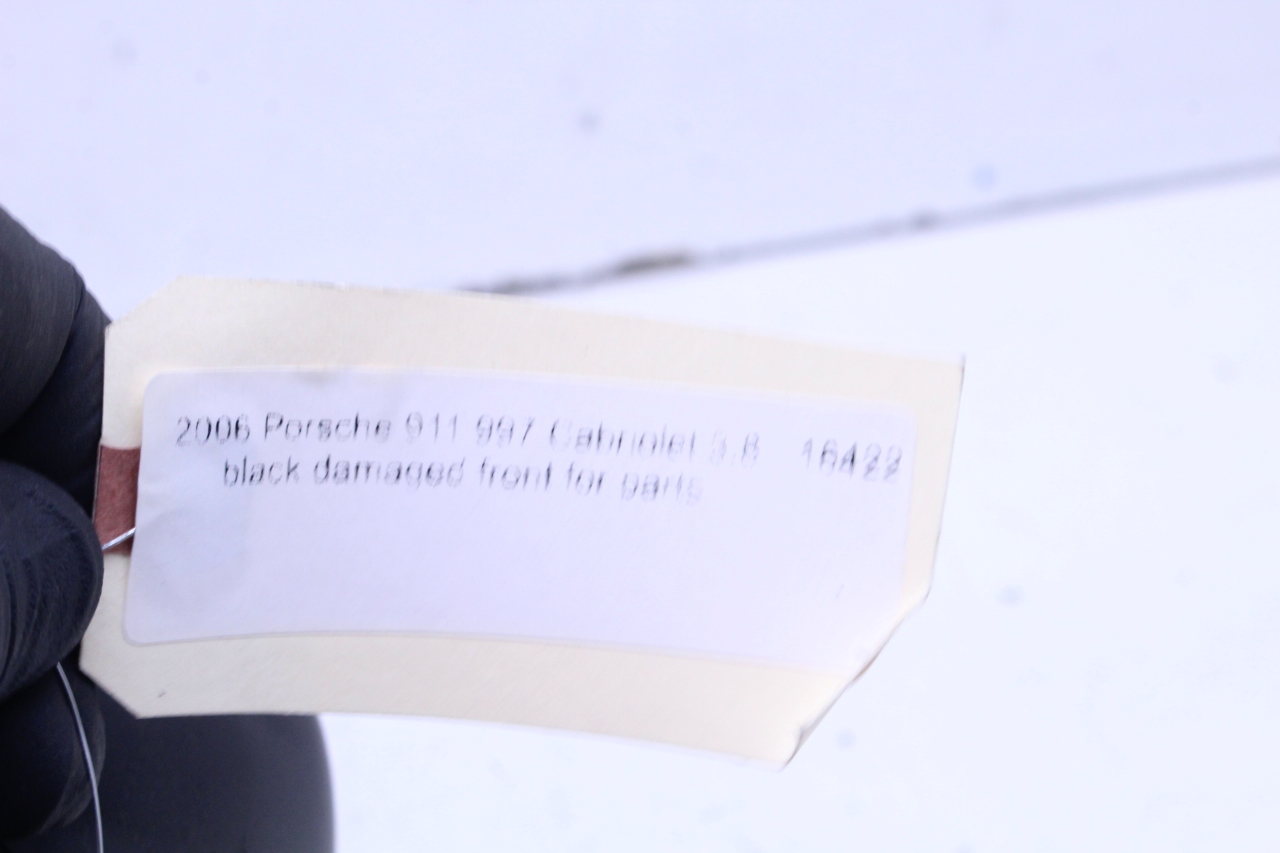 2006 Porsche 911 997 Cabriolet 3.8 16422
black damaged front for parts